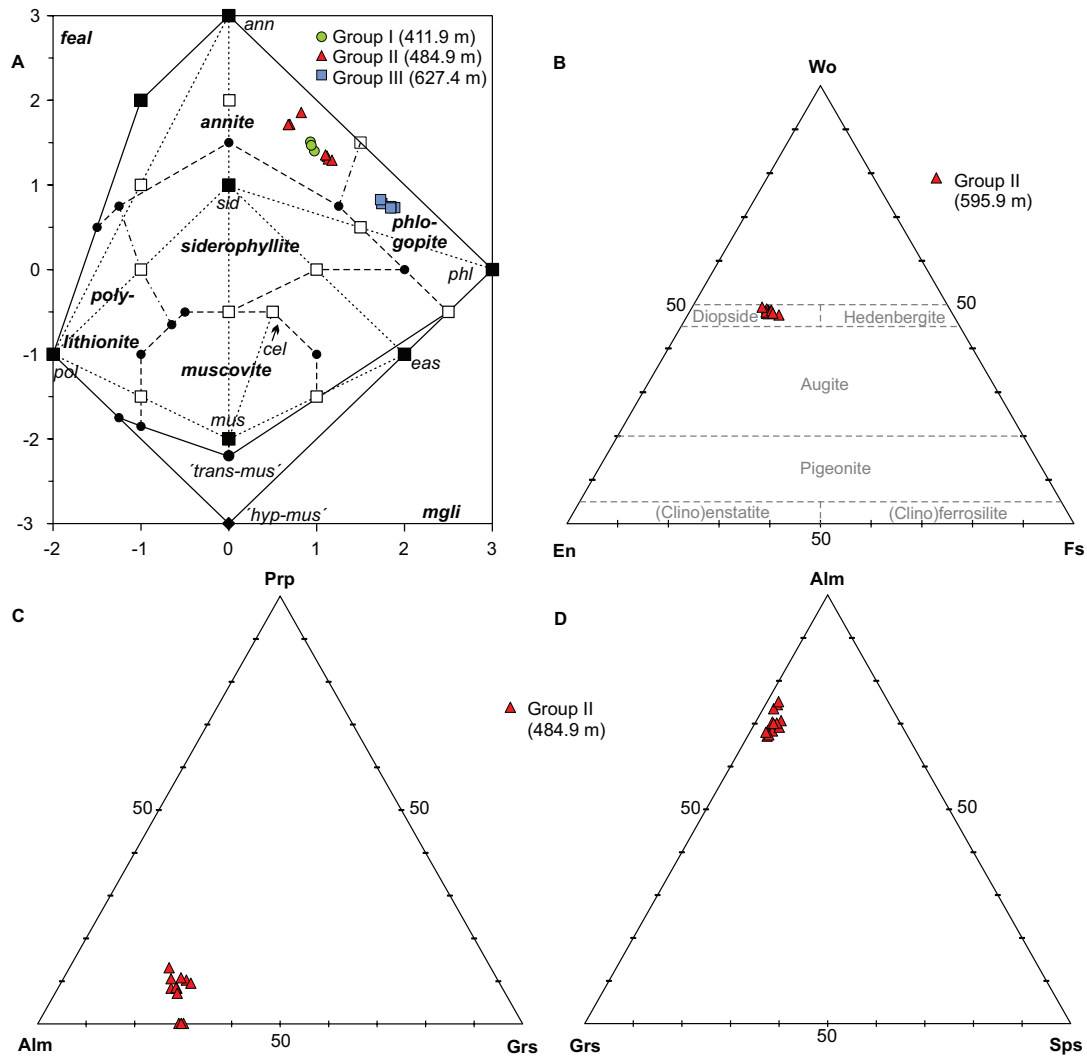 A
feal
ann
Group I (411.9 m)
Group II (484.9 m)
Group III (627.4 m)
annite
sid
siderophyllite
phlo-
gopite
phl
poly-
lithionite
pol
cel
eas
muscovite
mus
´trans-mus´
´hyp-mus´
mgli
3
2
1
0
-1
-2
-3
-2 -1 0 1 2 3
B
Wo
Group II
(595.9 m)
50 50
Diopside Hedenbergite
Augite
Pigeonite
(Clino)enstatite (Clino)ferrosilite
En 50 Fs
C
Prp
50 50
Alm 50 Grs
Group II
(484.9 m)
D
Alm
50 50
Grs 50 Sps